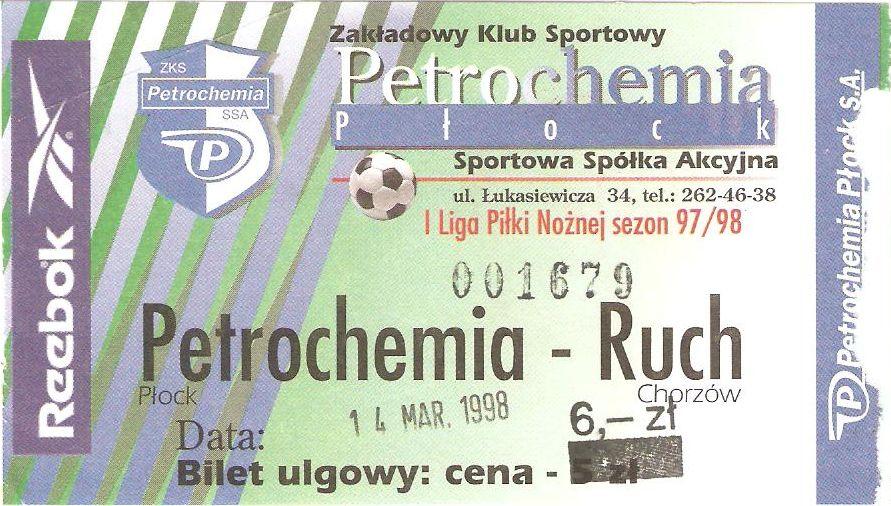 Reebok
ZKS
Petrochemia
SSA
P
Zakładowy Klub Sportowy
Petrochemia
Płock
Sportowa Spółka Akcyjna
ul. Łukasiewicza 34, tel.: 262-46-38
I Liga Piłki Nożnej sezon 97/98
001679
Petrochemia - Ruch
Płock Chorzów
Data: 14 MAR. 1998
6,– zł
Bilet ulgowy: cena - 5 zł
P Petrochemia Płock S.A.